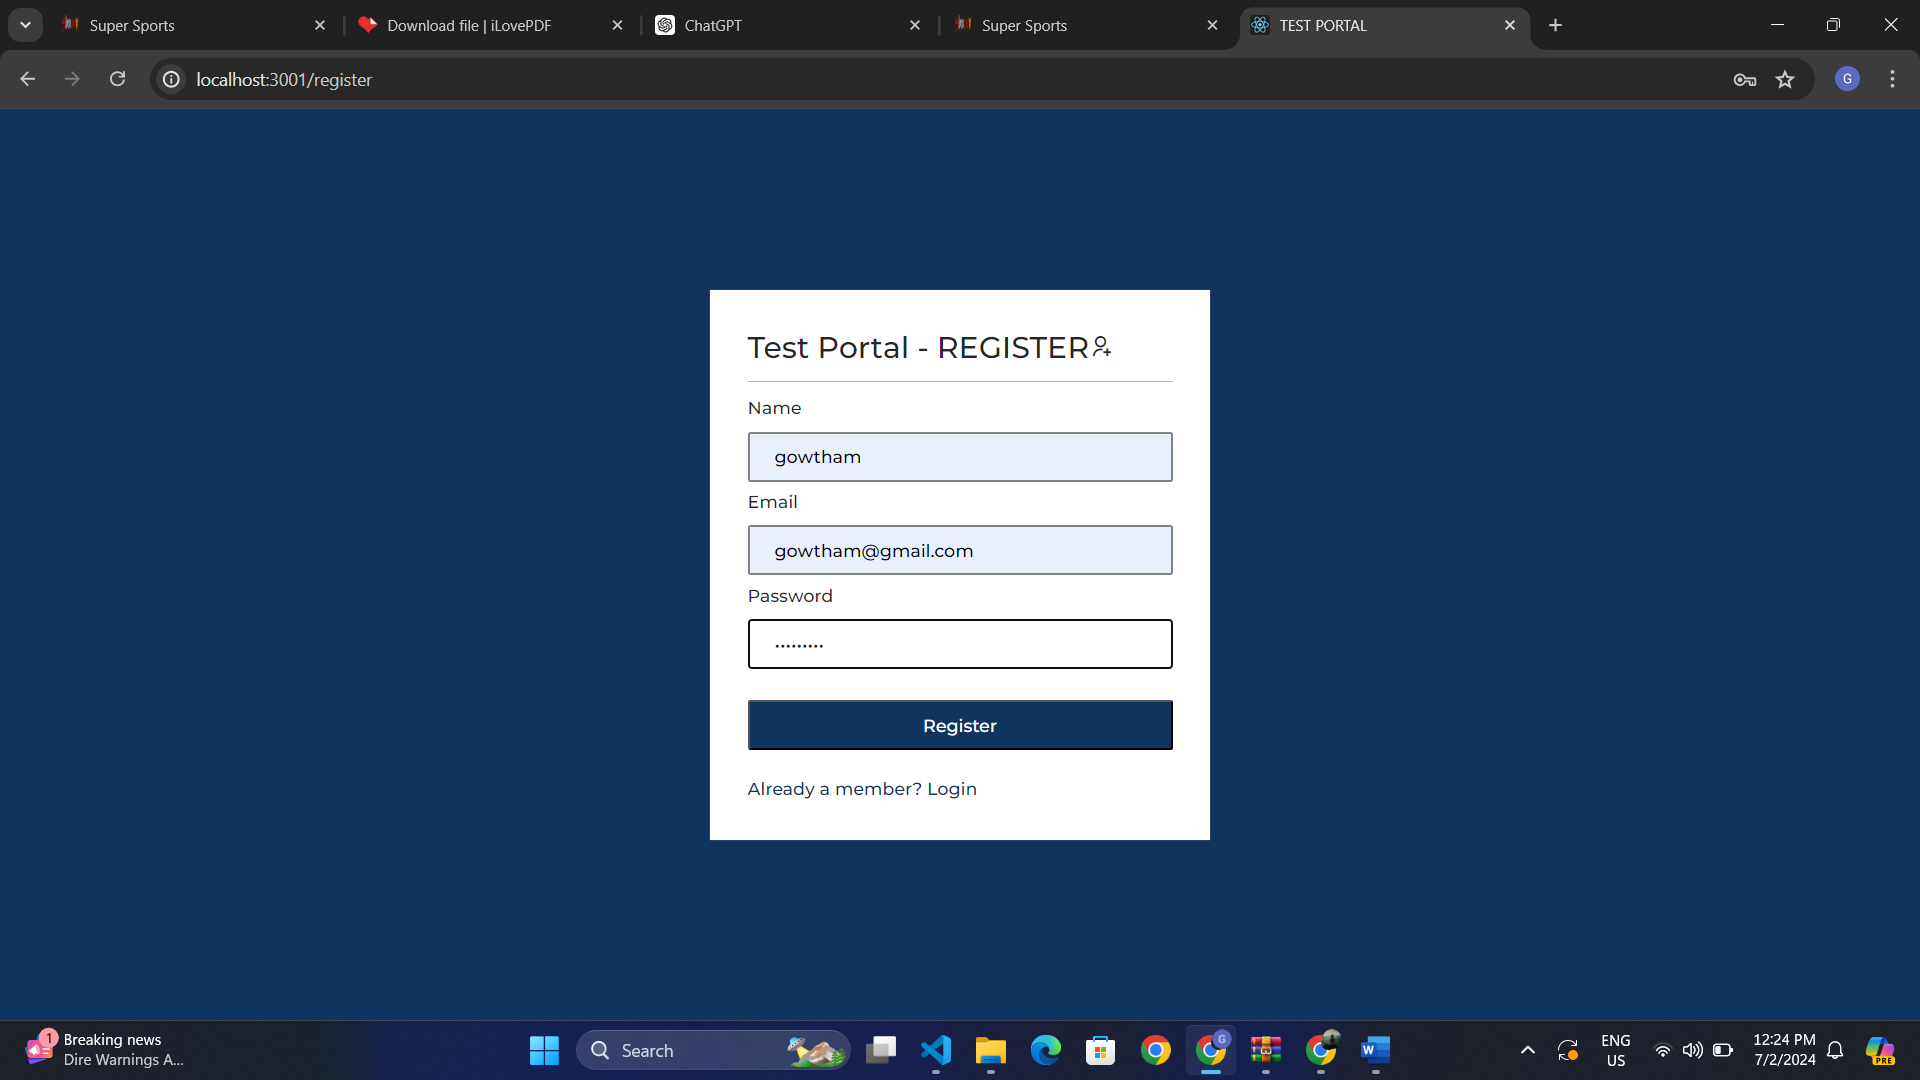 Super Sports
Download file | iLovePDF
ChatGPT
Super Sports
TEST PORTAL
localhost:3001/register
G
Test Portal - REGISTER
Name
gowtham
Email
gowtham@gmail.com
Password
•••••••••
Register
Already a member? Login
1
Breaking news
Dire Warnings A...
Search
G
W
ENG
US
12:24 PM
7/2/2024
PRE